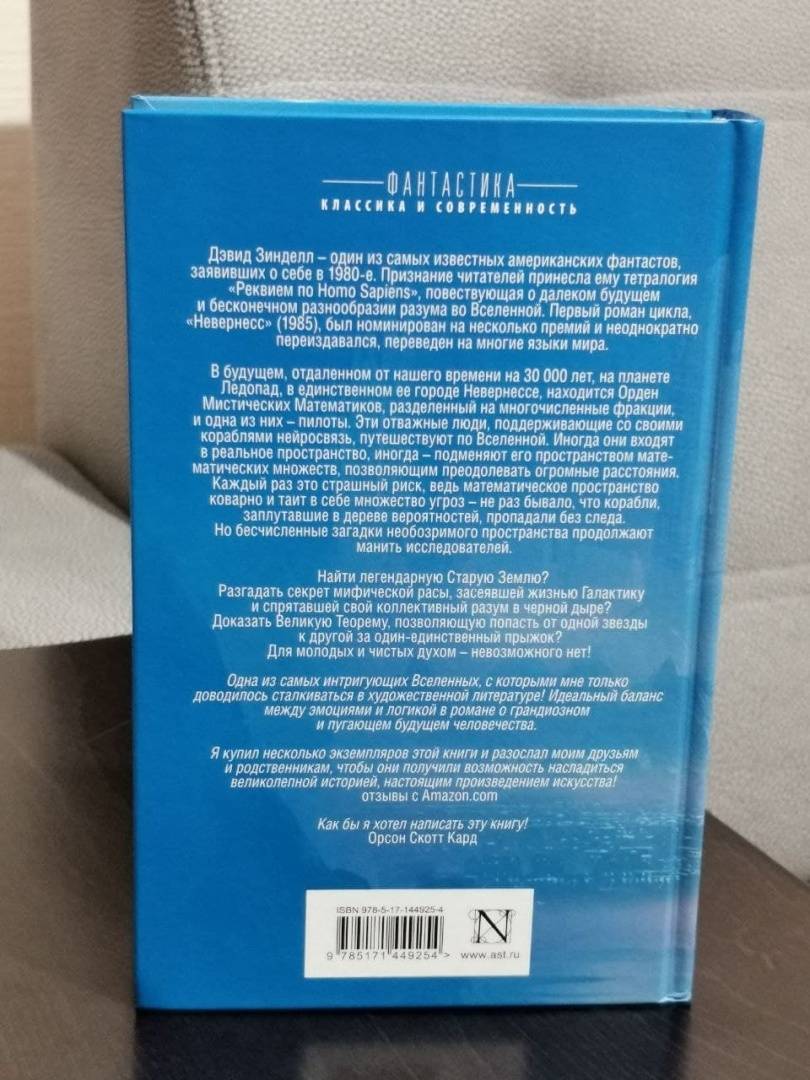 ФАНТАСТИКА
КЛАССИКА И СОВРЕМЕННОСТЬ
Дэвид Зинделл – один из самых известных американских фантастов,
заявивших о себе в 1980-е. Признание читателей принесла ему тетралогия
«Реквием по Homo Sapiens», повествующая о далеком будущем
и бесконечном разнообразии разума во Вселенной. Первый роман цикла,
«Невернесс» (1985), был номинирован на несколько премий и неоднократно
переиздавался, переведен на многие языки мира.
В будущем, отдаленном от нашего времени на 30 000 лет, на планете
Ледопад, в единственном ее городе Невернессе, находится Орден
Мистических Математиков, разделенный на многочисленные фракции,
и одна из них – пилоты. Эти отважные люди, поддерживающие со своими
кораблями нейросвязь, путешествуют по Вселенной. Иногда они входят
в реальное пространство, иногда – подменяют его пространством мате-
матических множеств, позволяющим преодолевать огромные расстояния.
Каждый раз это страшный риск, ведь математическое пространство
коварно и таит в себе множество угроз – не раз бывало, что корабли,
заплутавшие в дереве вероятностей, пропадали без следа.
Но бесчисленные загадки необозримого пространства продолжают
манить исследователей.
Найти легендарную Старую Землю?
Разгадать секрет мифической расы, засеявшей жизнью Галактику
и спрятавшей свой коллективный разум в черной дыре?
Доказать Великую Теорему, позволяющую попасть от одной звезды
к другой за один-единственный прыжок?
Для молодых и чистых духом – невозможного нет!
Одна из самых интригующих Вселенных, с которыми мне только
доводилось сталкиваться в художественной литературе! Идеальный баланс
между эмоциями и логикой в романе о грандиозном
и пугающем будущем человечества.
Я купил несколько экземпляров этой книги и разослал моим друзьям
и родственникам, чтобы они получили возможность насладиться
великолепной историей, настоящим произведением искусства!
отзывы с Amazon.com
Как бы я хотел написать эту книгу!
Орсон Скотт Кард
ISBN 978-5-17-144925-4
N
9 785171 449254 >
www.ast.ru